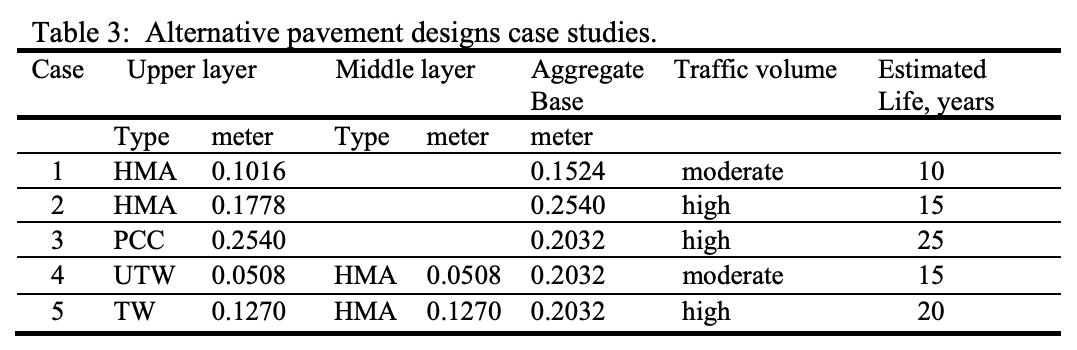 Table 3:  Alternative pavement designs case studies.
Case Upper layer Middle layer Aggregate Traffic volume Estimated
Base Life, years
Type meter Type meter meter
1 HMA 0.1016 0.1524 moderate 10
2 HMA 0.1778 0.2540 high 15
3 PCC 0.2540 0.2032 high 25
4 UTW 0.0508 HMA 0.0508 0.2032 moderate 15
5 TW 0.1270 HMA 0.1270 0.2032 high 20